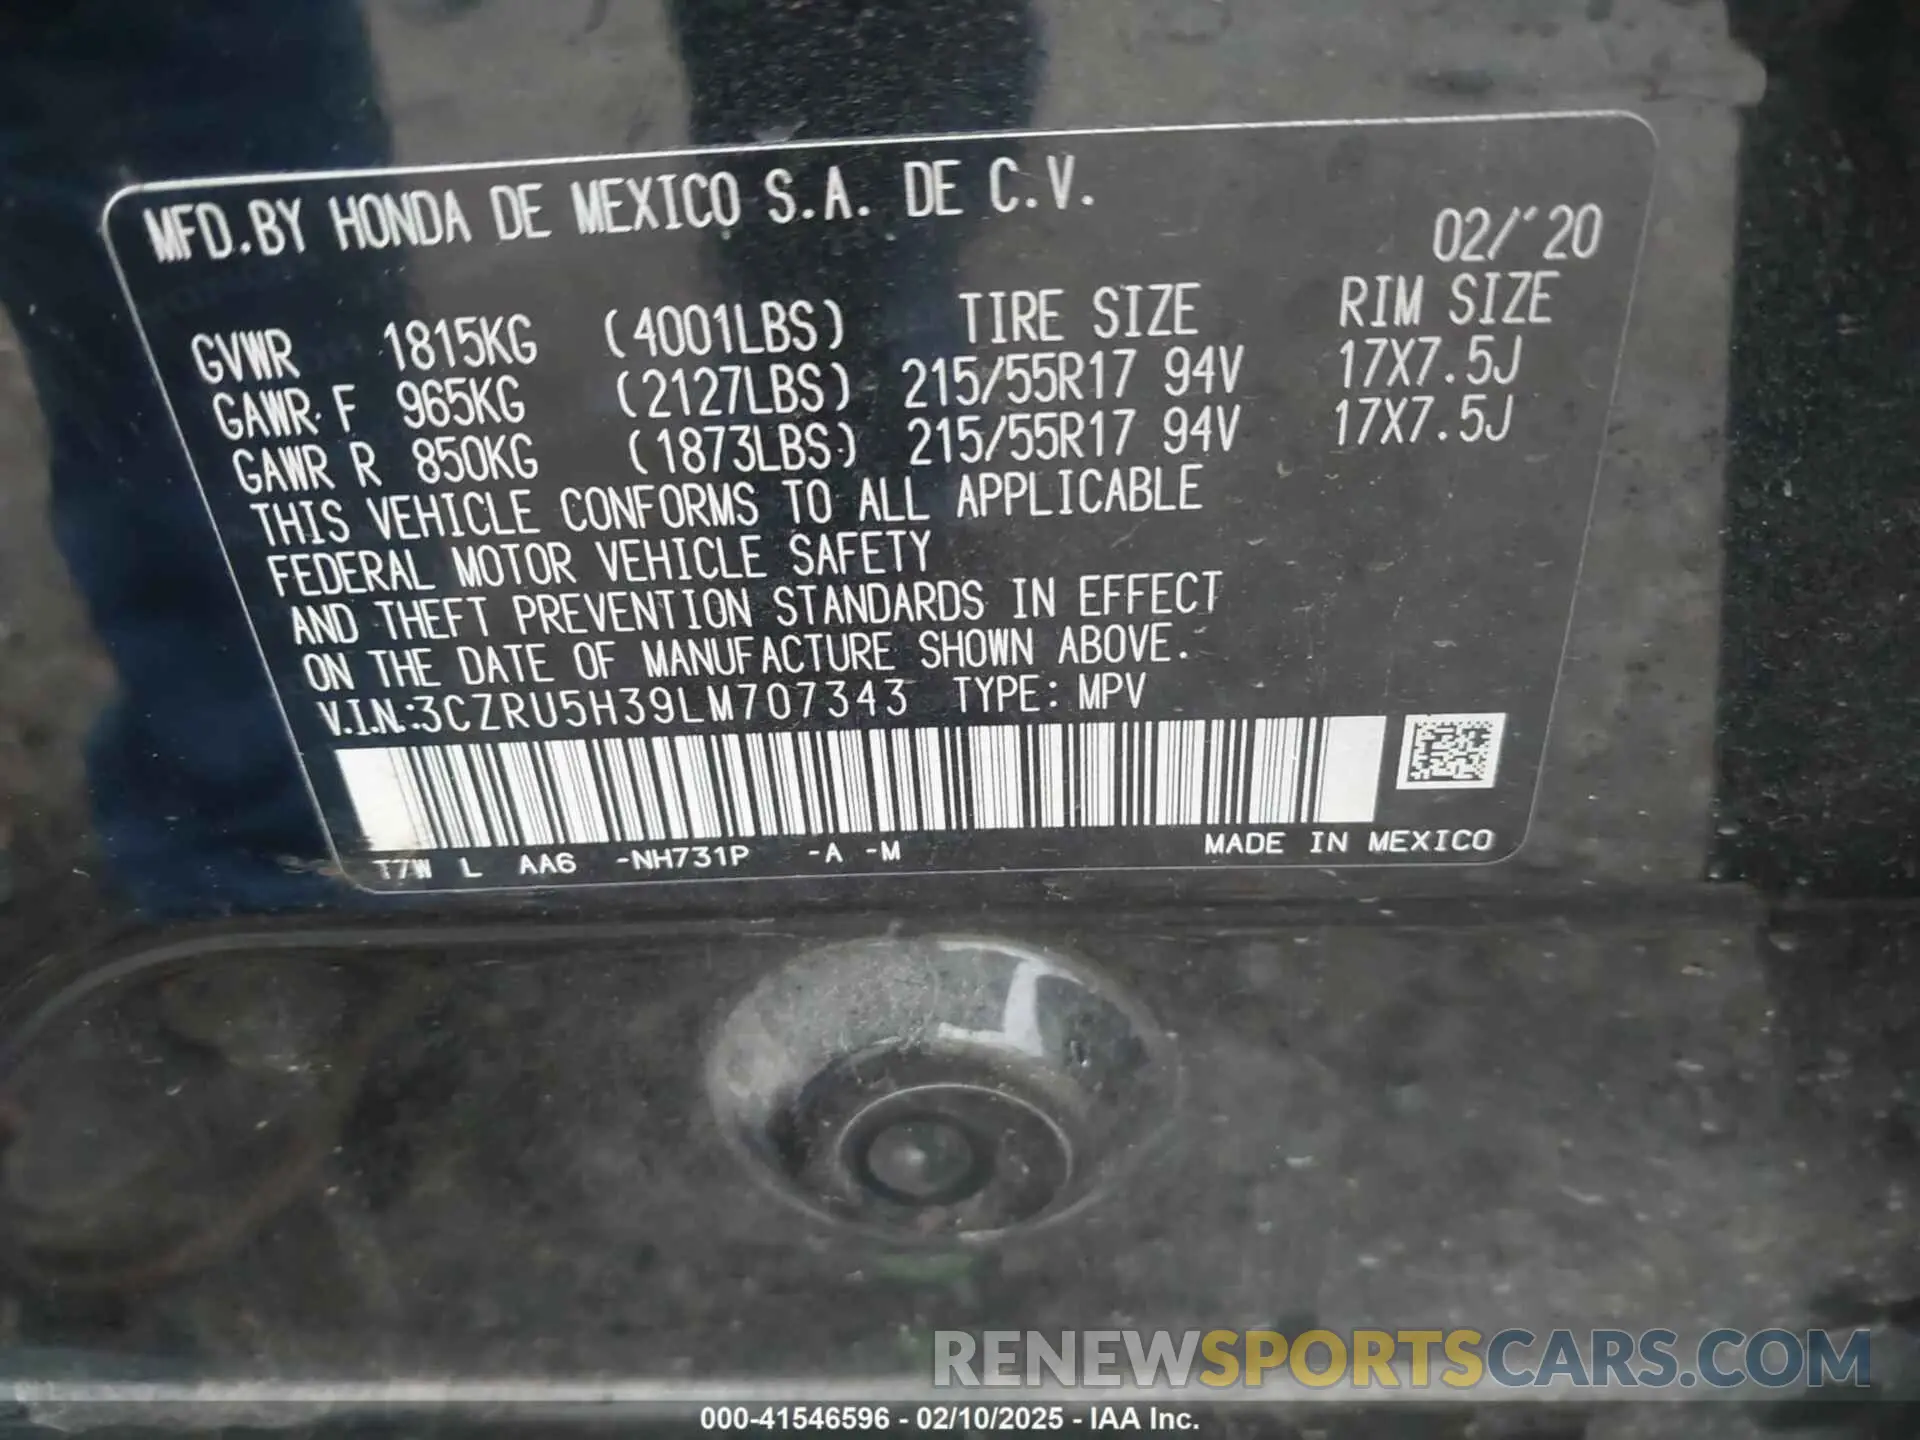 MFD.BY HONDA DE MEXICO S.A. DE C.V.
02/'20
GVWR 1815KG (4001LBS) TIRE SIZE RIM SIZE
GAWR F 965KG (2127LBS) 215/55R17 94V 17X7.5J
GAWR R 850KG (1873LBS) 215/55R17 94V 17X7.5J
THIS VEHICLE CONFORMS TO ALL APPLICABLE
FEDERAL MOTOR VEHICLE SAFETY
AND THEFT PREVENTION STANDARDS IN EFFECT
ON THE DATE OF MANUFACTURE SHOWN ABOVE.
V.I.N.:3CZRU5H39LM707343 TYPE: MPV
T7W L AA6 -NH731P -A -M MADE IN MEXICO
RENEWSPORTSCARS.COM
000-41546596 - 02/10/2025 - IAA Inc.